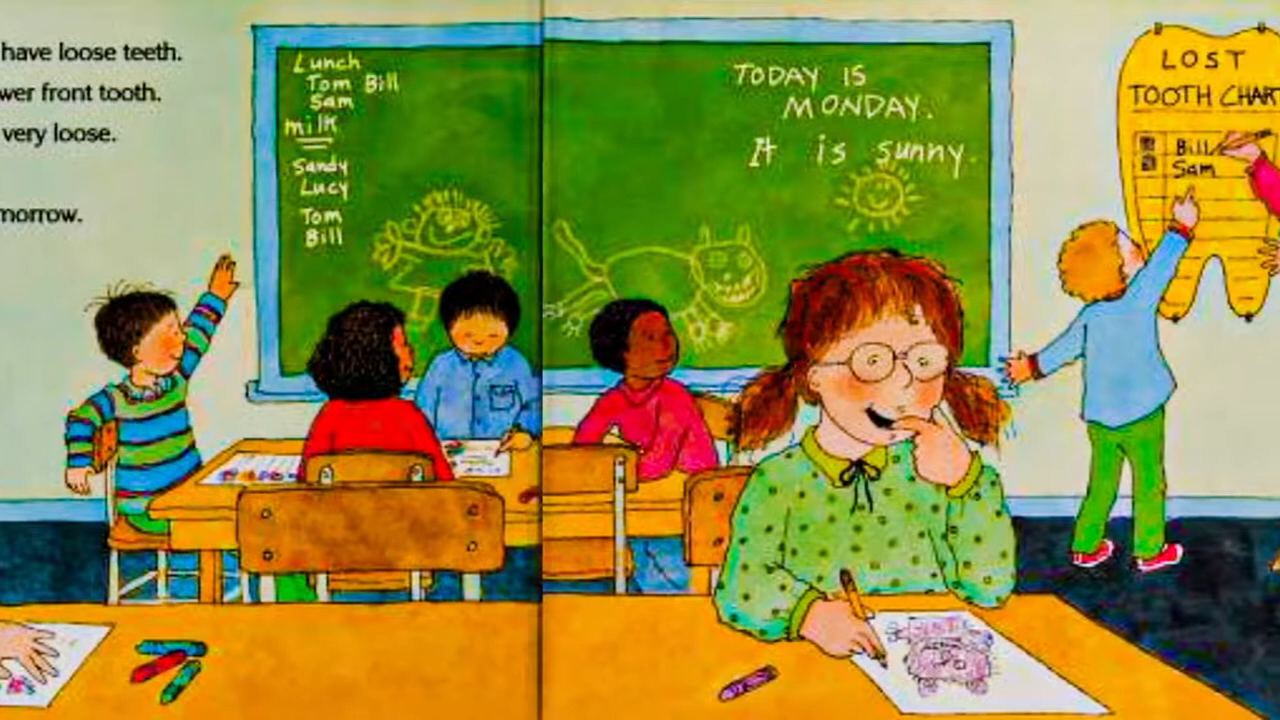 have loose teeth.
wer front tooth.
very loose.
morrow.
Lunch
Tom Bill
Sam
milk
Sandy
Lucy
Tom
Bill
TODAY IS
MONDAY.
It is sunny.
LOST
TOOTH CHART
Bill
Sam